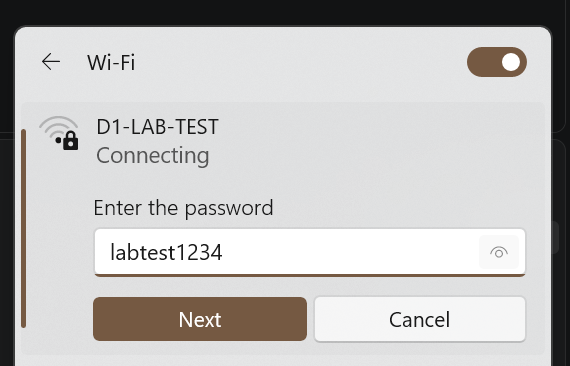 Wi-Fi
D1-LAB-TEST
Connecting
Enter the password
labtest1234
Next Cancel